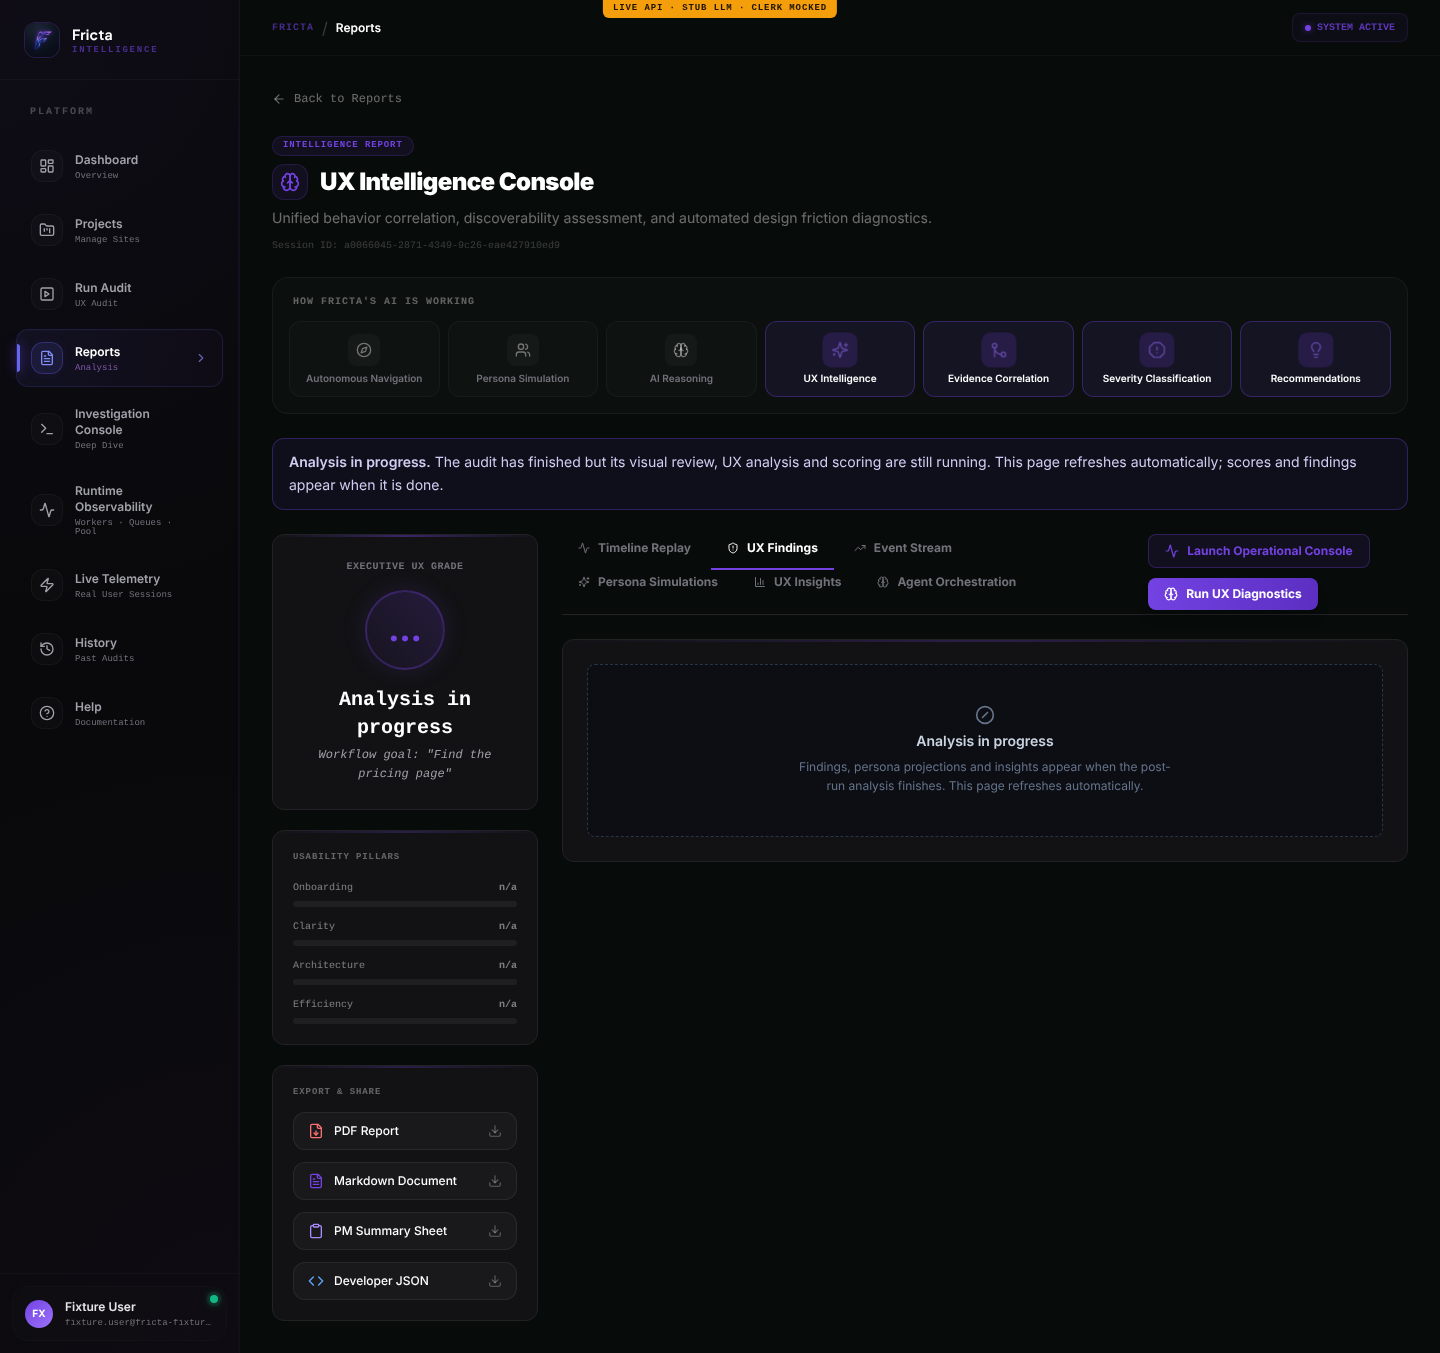 LIVE API · STUB LLM · CLERK MOCKED
Fricta
INTELLIGENCE
FRICTA / Reports
SYSTEM ACTIVE
PLATFORM
Dashboard
Overview
Projects
Manage Sites
Run Audit
UX Audit
Reports
Analysis
Investigation
Console
Deep Dive
Runtime
Observability
Workers · Queues ·
Pool
Live Telemetry
Real User Sessions
History
Past Audits
Help
Documentation
FX
Fixture User
fixture.user@fricta-fixtur…
Back to Reports
INTELLIGENCE REPORT
UX Intelligence Console
Unified behavior correlation, discoverability assessment, and automated design friction diagnostics.
Session ID: a0066045-2871-4349-9c26-eae427910ed9
HOW FRICTA'S AI IS WORKING
Autonomous Navigation
Persona Simulation
AI Reasoning
UX Intelligence
Evidence Correlation
Severity Classification
Recommendations
Analysis in progress. The audit has finished but its visual review, UX analysis and scoring are still running. This page refreshes automatically; scores and findings
appear when it is done.
EXECUTIVE UX GRADE
...
Analysis in
progress
Workflow goal: "Find the
pricing page"
USABILITY PILLARS
Onboarding n/a
Clarity n/a
Architecture n/a
Efficiency n/a
EXPORT & SHARE
PDF Report
Markdown Document
PM Summary Sheet
Developer JSON
Timeline Replay
UX Findings
Event Stream
Persona Simulations
UX Insights
Agent Orchestration
Launch Operational Console
Run UX Diagnostics
Analysis in progress
Findings, persona projections and insights appear when the post-
run analysis finishes. This page refreshes automatically.